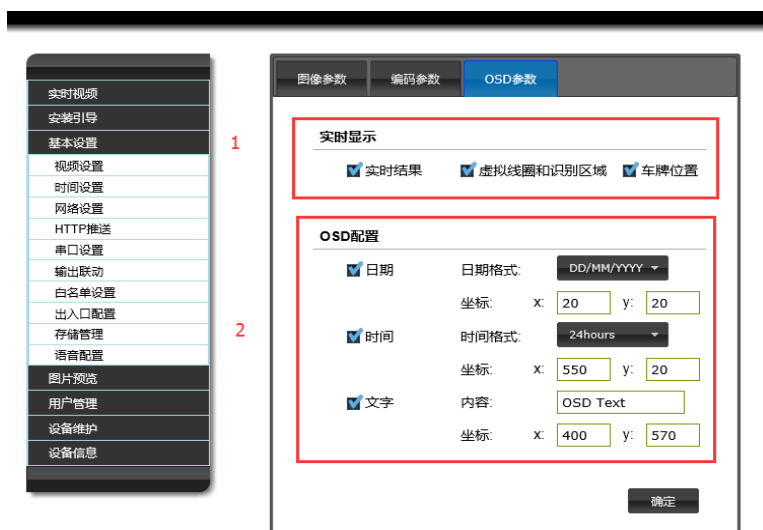 实时视频
安装引导
基本设置
视频设置
时间设置
网络设置
HTTP推送
串口设置
输出联动
白名单设置
出入口配置
存储管理
语音配置
图片预览
用户管理
设备维护
设备信息
1
2
图像参数 编码参数 OSD参数
实时显示
实时结果 虚拟线圈和识别区域 车牌位置
OSD配置
日期 日期格式: DD/MM/YYYY
坐标: x: 20 y: 20
时间 时间格式: 24hours
坐标: x: 550 y: 20
文字 内容: OSD Text
坐标: x: 400 y: 570
确定